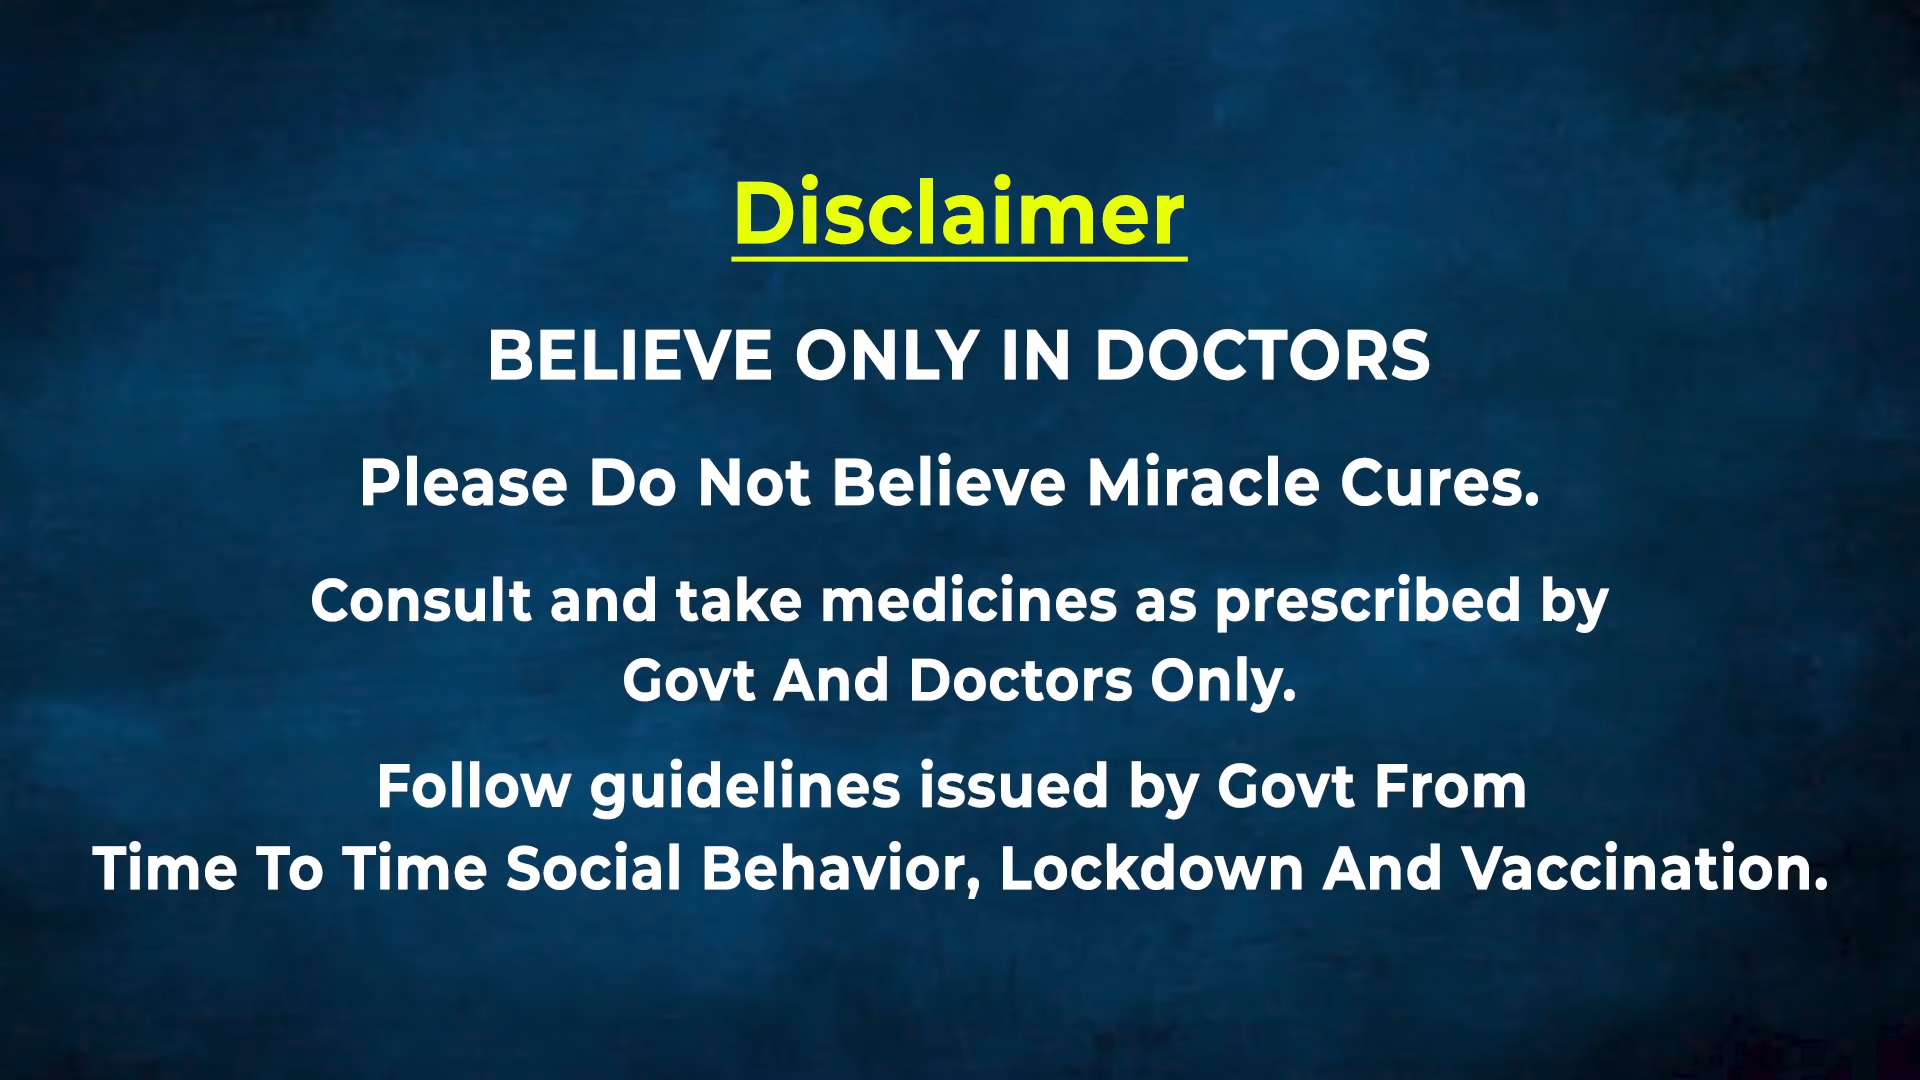 Disclaimer
BELIEVE ONLY IN DOCTORS
Please Do Not Believe Miracle Cures.
Consult and take medicines as prescribed by
Govt And Doctors Only.
Follow guidelines issued by Govt From
Time To Time Social Behavior, Lockdown And Vaccination.